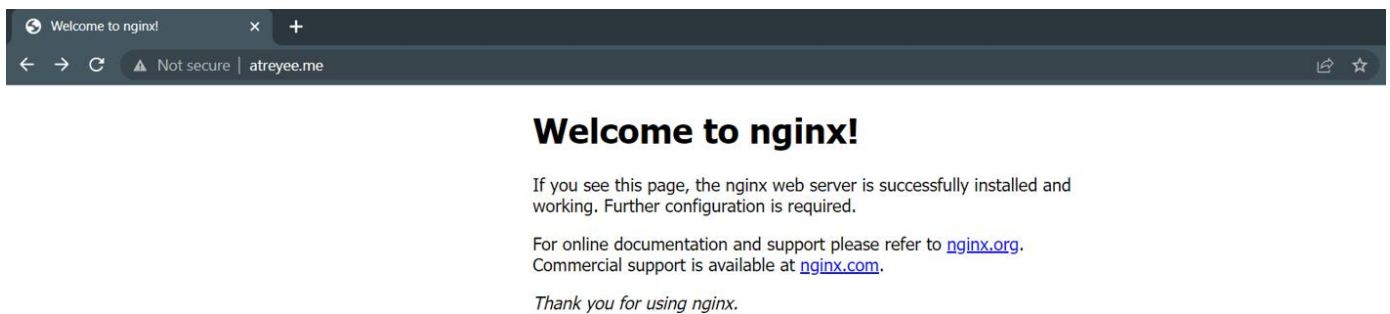 Welcome to nginx!
Not secure | atreyee.me
Welcome to nginx!
If you see this page, the nginx web server is successfully installed and
working. Further configuration is required.
For online documentation and support please refer to nginx.org.
Commercial support is available at nginx.com.
Thank you for using nginx.